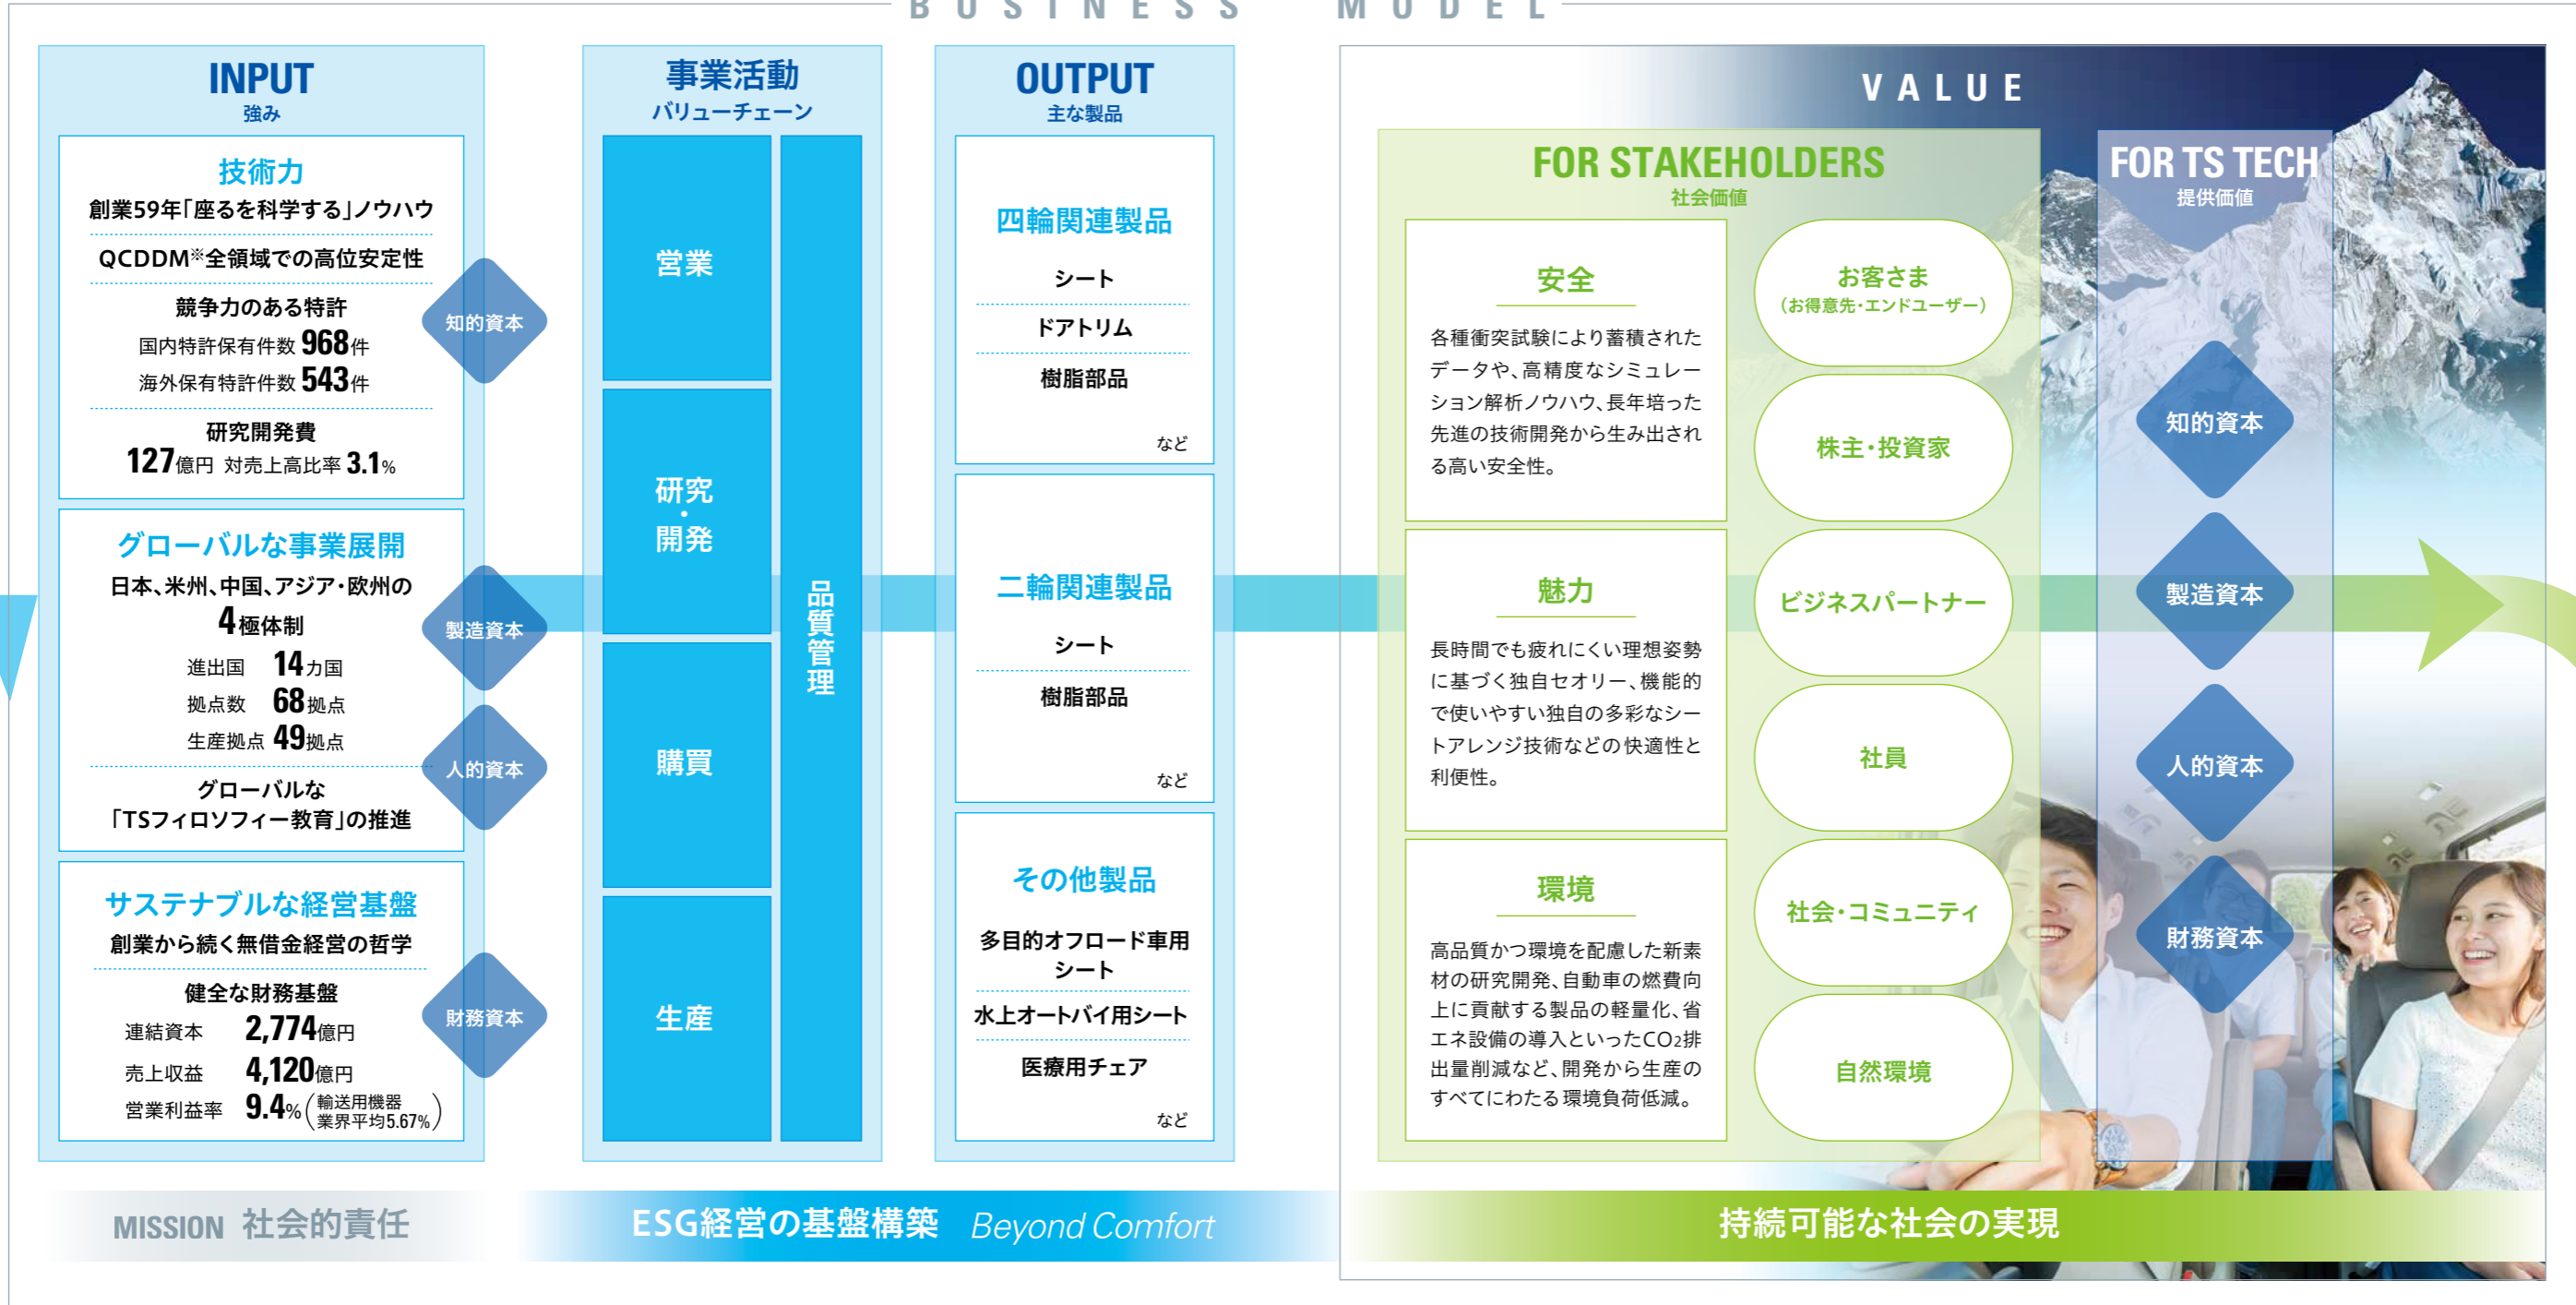 BUSINESS MODEL
INPUT
強み
技術力
創業59年「座るを科学する」ノウハウ
QCDDM※全領域での高位安定性
競争力のある特許
国内特許保有件数 968件
海外保有特許件数 543件
研究開発費
127億円 対売上高比率 3.1%
知的資本
グローバルな事業展開
日本、米州、中国、アジア・欧州の
4極体制
進出国 14カ国
拠点数 68拠点
生産拠点 49拠点
グローバルな
「TSフィロソフィー教育」の推進
製造資本
人的資本
サステナブルな経営基盤
創業から続く無借金経営の哲学
健全な財務基盤
連結資本 2,774億円
売上収益 4,120億円
営業利益率 9.4%(輸送用機器
業界平均5.67%)
財務資本
事業活動
バリューチェーン
営業
研究
・
開発
購買
生産
品質管理
OUTPUT
主な製品
四輪関連製品
シート
ドアトリム
樹脂部品
など
二輪関連製品
シート
樹脂部品
など
その他製品
多目的オフロード車用
シート
水上オートバイ用シート
医療用チェア
など
VALUE
FOR STAKEHOLDERS
社会価値
安全
各種衝突試験により蓄積された
データや、高精度なシミュレー
ション解析ノウハウ、長年培った
先進の技術開発から生み出され
る高い安全性。
魅力
長時間でも疲れにくい理想姿勢
に基づく独自セオリー、機能的
で使いやすい独自の多彩なシー
トアレンジ技術などの快適性と
利便性。
環境
高品質かつ環境を配慮した新素
材の研究開発、自動車の燃費向
上に貢献する製品の軽量化、省
エネ設備の導入といったCO2排
出量削減など、開発から生産の
すべてにわたる環境負荷低減。
お客さま
(お得意先・エンドユーザー)
株主・投資家
ビジネスパートナー
社員
社会・コミュニティ
自然環境
FOR TS TECH
提供価値
知的資本
製造資本
人的資本
財務資本
MISSION 社会的責任
ESG経営の基盤構築 Beyond Comfort
持続可能な社会の実現